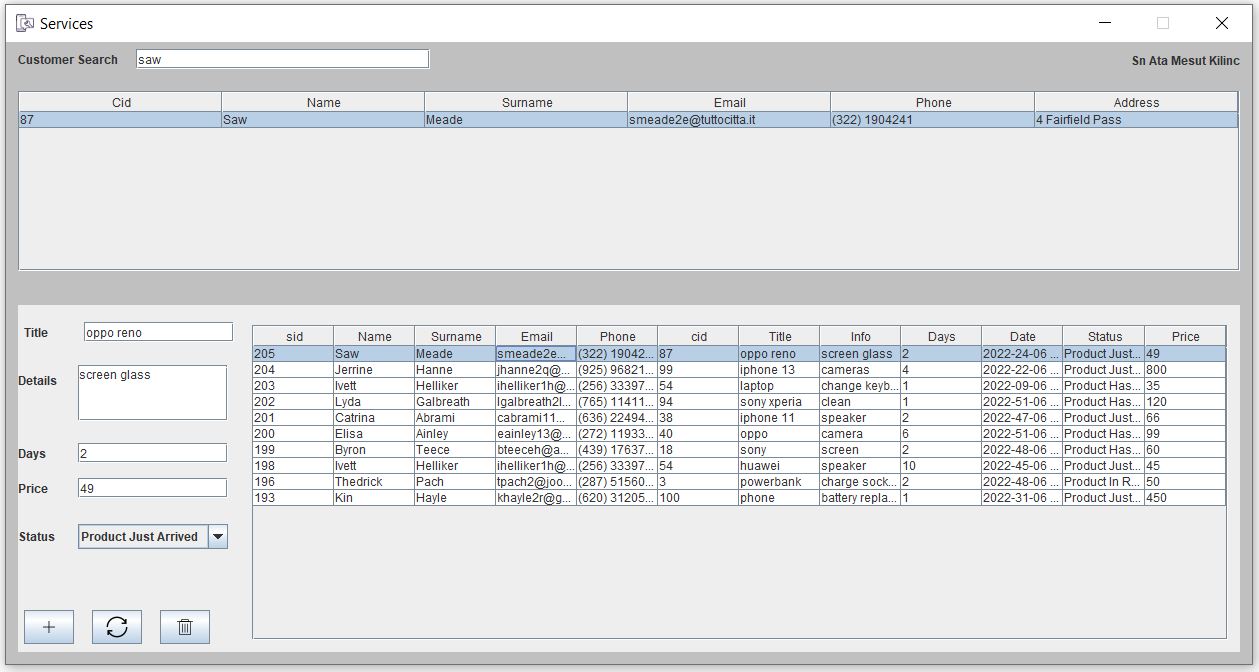 Services
Customer Search saw Sn Ata Mesut Kilinc
Cid Name Surname Email Phone Address
87 Saw Meade smeade2e@tuttocitta.it (322) 1904241 4 Fairfield Pass
Title oppo reno
Details screen glass
Days 2
Price 49
Status Product Just Arrived
sid Name Surname Email Phone cid Title Info Days Date Status Price
205 Saw Meade smeade2e... (322) 19042... 87 oppo reno screen glass 2 2022-24-06 ... Product Just... 49
204 Jerrine Hanne jhanne2q@... (925) 96821... 99 iphone 13 cameras 4 2022-22-06 ... Product Just... 800
203 Ivett Helliker ihelliker1h@... (256) 33397... 54 laptop change keyb... 1 2022-09-06 ... Product Has... 35
202 Lyda Galbreath lgalbreath2l... (765) 11411... 94 sony xperia clean 1 2022-51-06 ... Product Has... 120
201 Catrina Abrami cabrami11... (636) 22494... 38 iphone 11 speaker 2 2022-47-06 ... Product Just... 66
200 Elisa Ainley eainley13@... (272) 11933... 40 oppo camera 6 2022-51-06 ... Product Has... 99
199 Byron Teece bteeceh@a... (439) 17637... 18 sony screen 2 2022-48-06 ... Product Has... 60
198 Ivett Helliker ihelliker1h@... (256) 33397... 54 huawei speaker 10 2022-45-06 ... Product Just... 45
196 Thedrick Pach tpach2@joo... (287) 51560... 3 powerbank charge sock... 2 2022-48-06 ... Product In R... 50
193 Kin Hayle khayle2r@g... (620) 31205... 100 phone battery repla... 1 2022-31-06 ... Product Just... 450